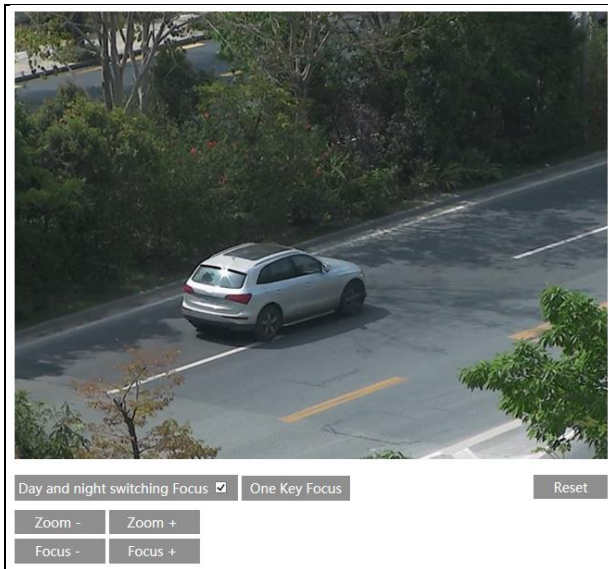 Day and night switching Focus One Key Focus Reset
Zoom - Zoom +
Focus - Focus +